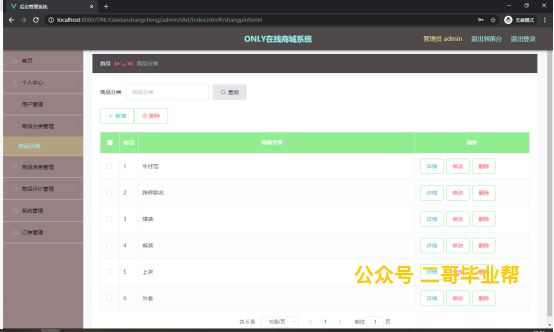 后台管理系统
localhost:8080/ONLYzaixianshangcheng/admin/dist/index.html#/shangpinfenlei
无痕模式
ONLY在线商城系统
管理员 admin 退出到前台 退出登录
首页
个人中心
用户管理
商品分类管理
商品分类
商品信息管理
商品评价管理
系统管理
订单管理
首页 (●'◡'●) 商品分类
商品分类 商品分类 查询
+ 新增 删除
索引 商品分类 操作
1 牛仔范 详情 修改 删除
2 跨界联名 详情 修改 删除
3 裙装 详情 修改 删除
4 裤装 详情 修改 删除
5 上衣 详情 修改 删除
6 外套 详情 修改 删除
共 6 条 10条/页 < 1 > 前往 1 页
公众号 二哥毕业帮